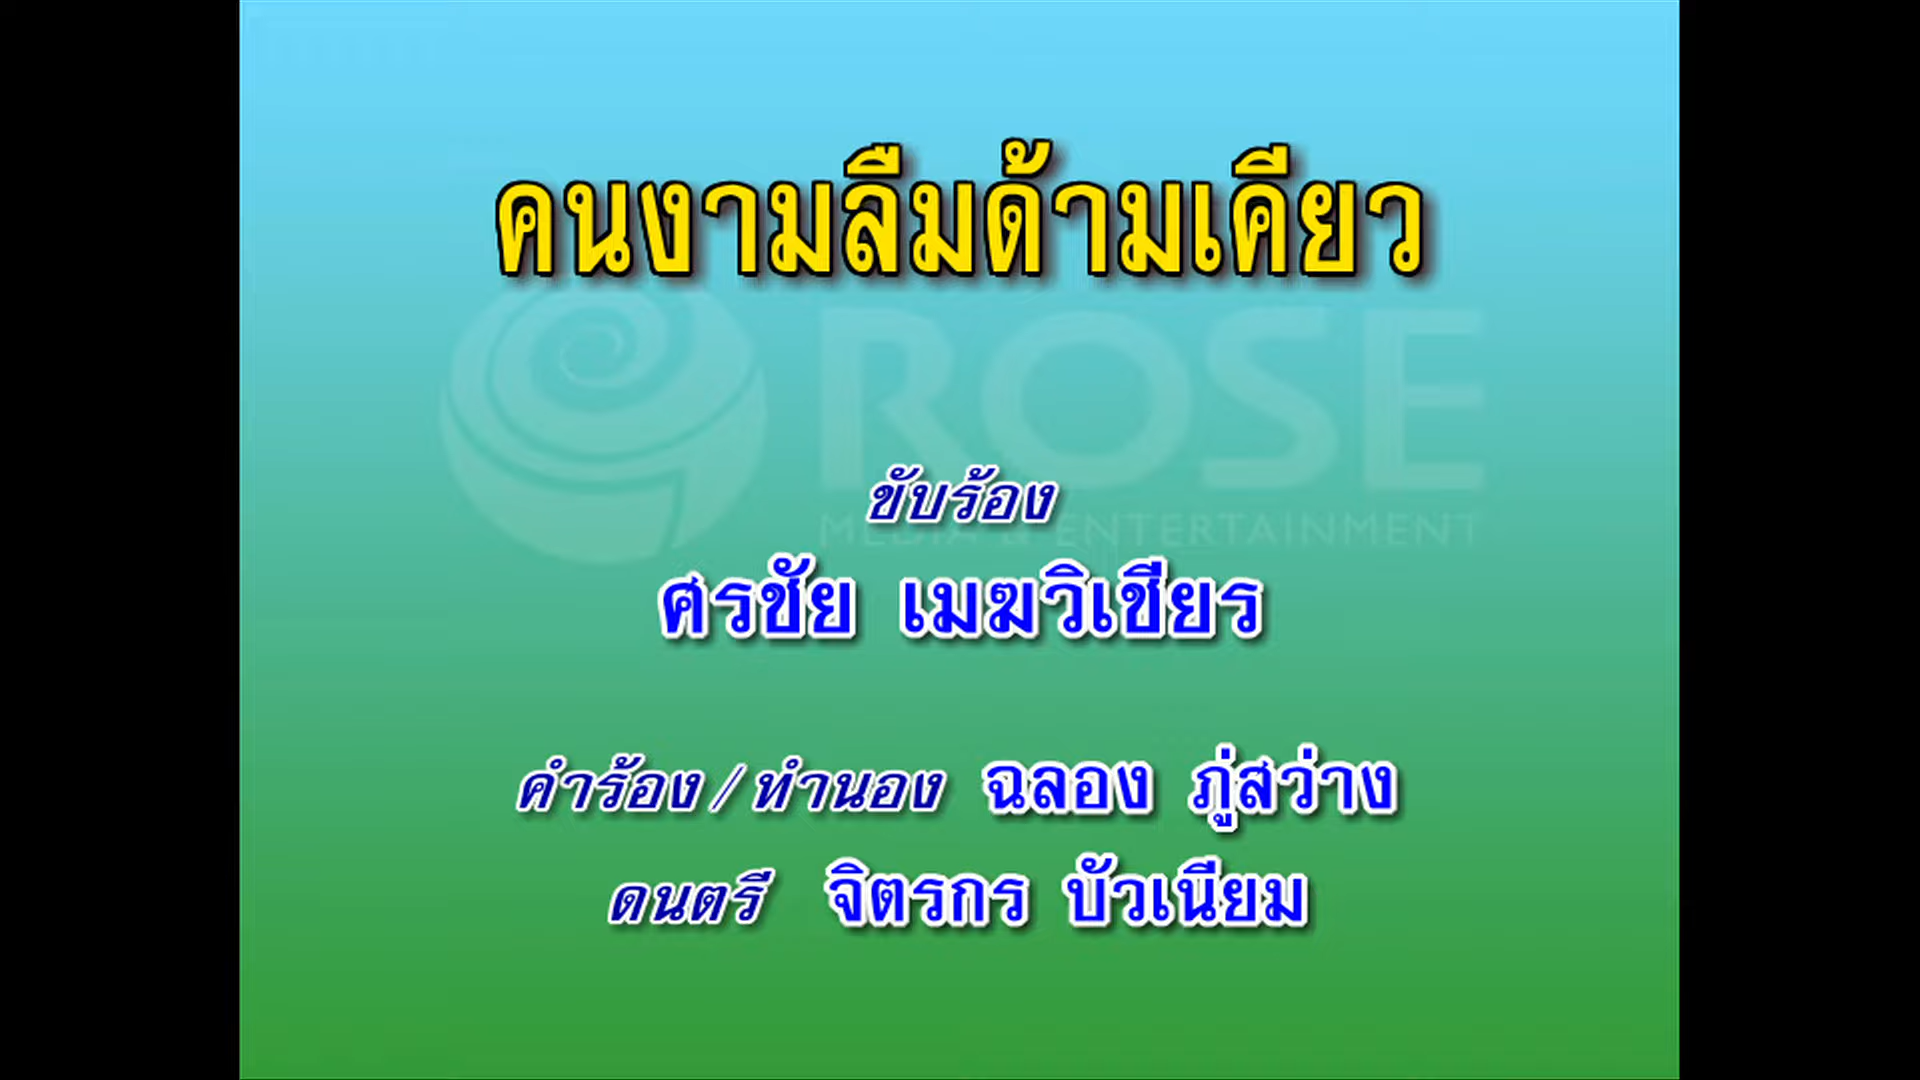 คนงามลืมด้ามเคียว
ROSE
MEDIA & ENTERTAINMENT
ขับร้อง
ศรชัย เมฆวิเชียร
คำร้อง / ทำนอง ฉลอง ภู่สว่าง
ดนตรี จิตรกร บัวเนียม